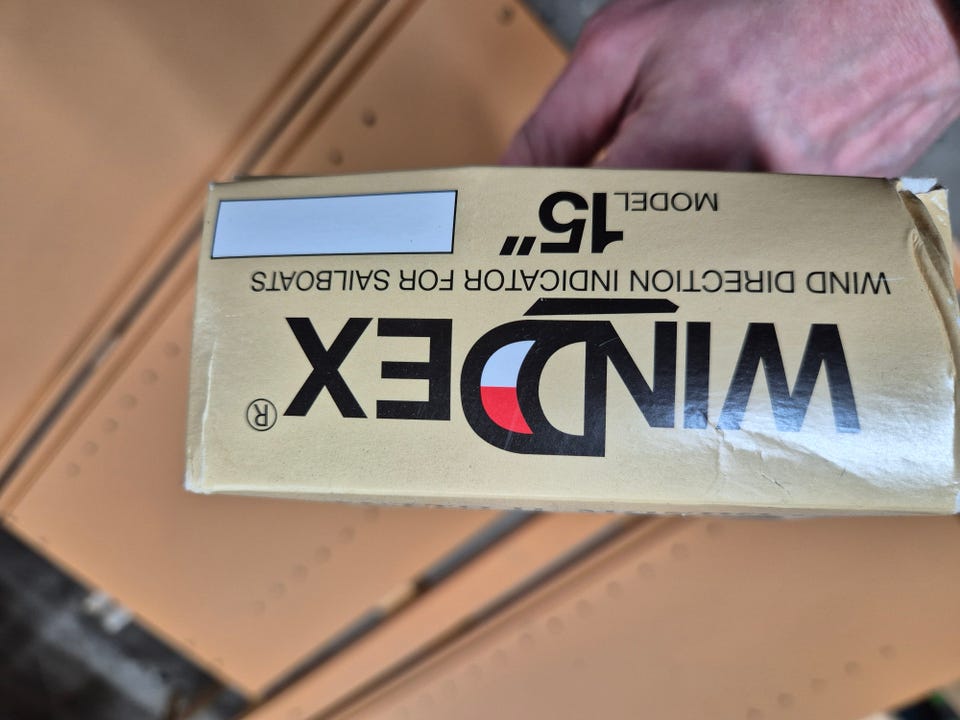 WINDEX®
WIND DIRECTION INDICATOR FOR SAILBOATS
MODEL 15"